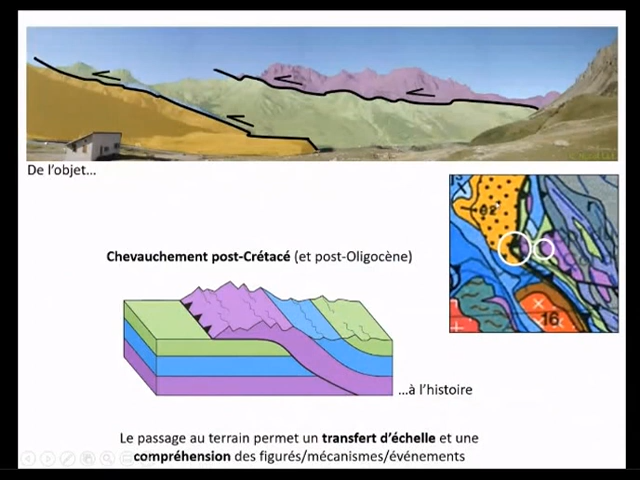 De l'objet...
Chevauchement post-Crétacé (et post-Oligocène)
16
...à l'histoire
Le passage au terrain permet un transfert d'échelle et une
compréhension des figurés/mécanismes/événements